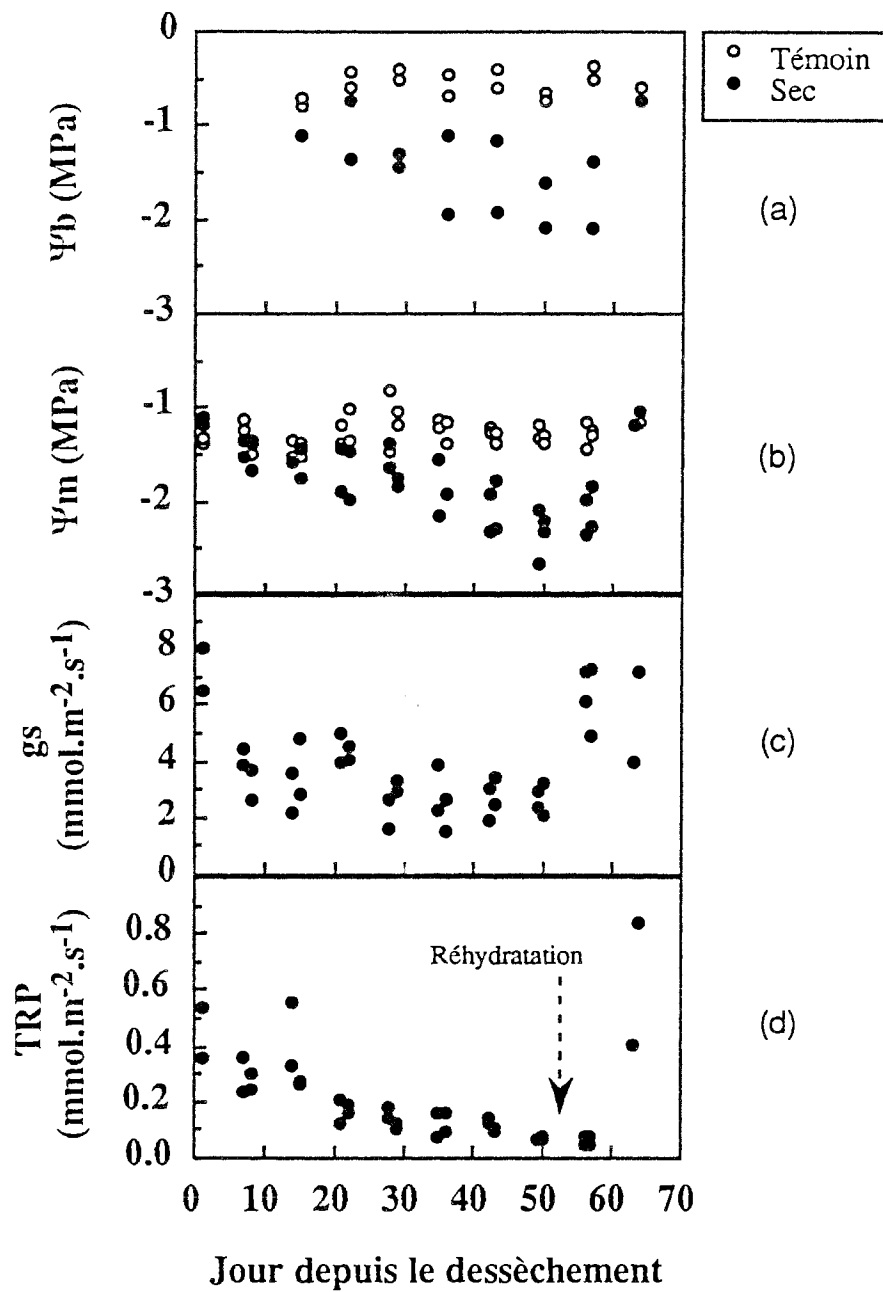 0
-1
-2
-3
Ψb (MPa)
Témoin
Sec
(a)
-1
-2
-3
Ψm (MPa)
(b)
8
6
4
2
0
gs
(mmol.m-2.s-1)
(c)
0.8
0.6
0.4
0.2
0.0
TRP
(mmol.m-2.s-1)
Réhydratation
(d)
0 10 20 30 40 50 60 70
Jour depuis le dessèchement